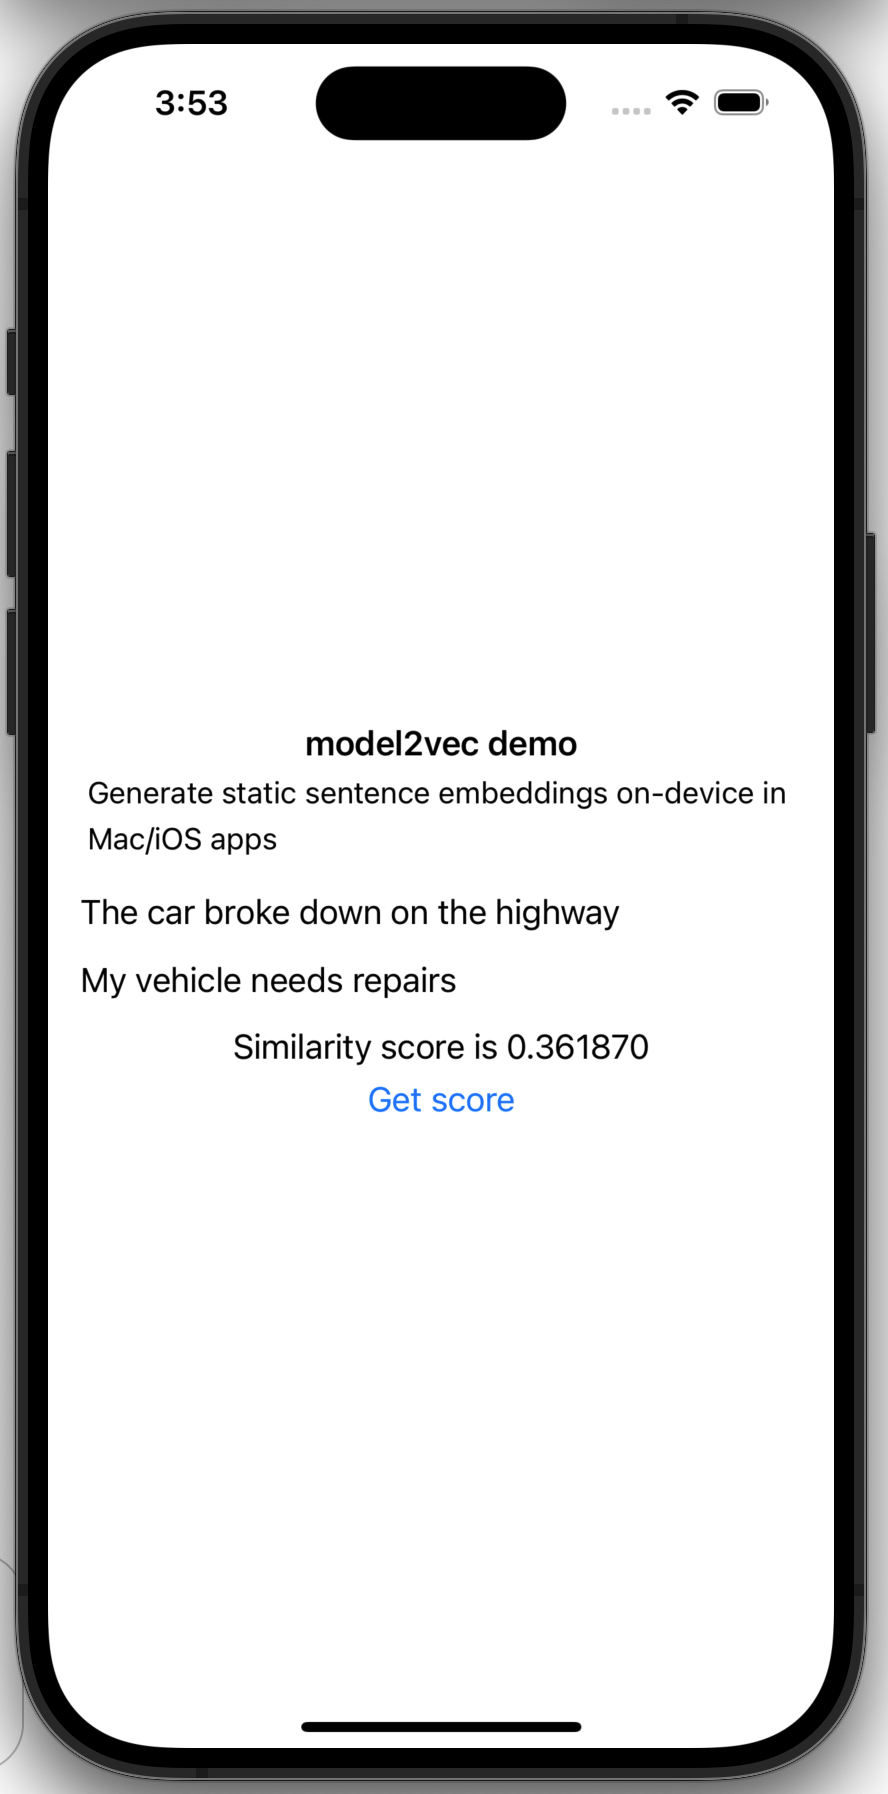 3:53
model2vec demo
Generate static sentence embeddings on-device in
Mac/iOS apps
The car broke down on the highway
My vehicle needs repairs
Similarity score is 0.361870
Get score